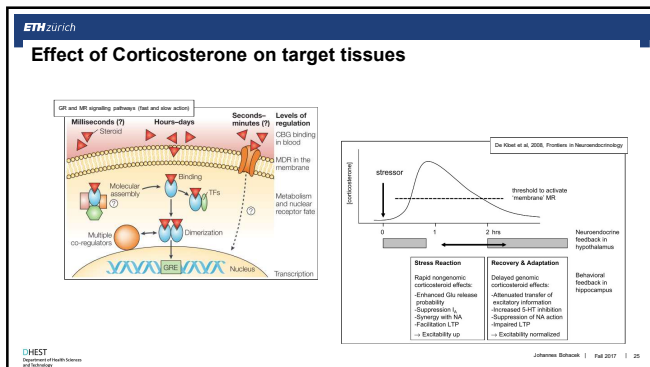 ETH zürich
Effect of Corticosterone on target tissues
GR and MR signalling pathways (fast and slow action)
Milliseconds (?)
Hours–days
Seconds–
minutes (?)
Levels of
regulation
Steroid
CBG binding
in blood
MDR in the
membrane
Binding
Molecular
assembly
TFs
?
Metabolism
and nuclear
receptor fate
?
Multiple
co-regulators
Dimerization
GRE
Nucleus
Transcription
De Kloet et al, 2008, Frontiers in Neuroendocrinology
[corticosterone]
stressor
threshold to activate
'membrane' MR
0
1
2 hrs
Neuroendocrine
feedback in
hypothalamus
Stress Reaction
Rapid nongenomic
corticosteroid effects:
-Enhanced Glu release
probability
-Suppression IA
-Synergy with NA
-Facilitation LTP
→ Excitability up
Recovery & Adaptation
Delayed genomic
corticosteroid effects:
-Attenuated transfer of
excitatory information
-Increased 5-HT inhibition
-Suppression of NA action
-Impaired LTP
→ Excitability normalized
Behavioral
feedback in
hippocampus
DHEST
Department of Health Sciences
and Technology
Johannes Bohacek | Fall 2017 | 25